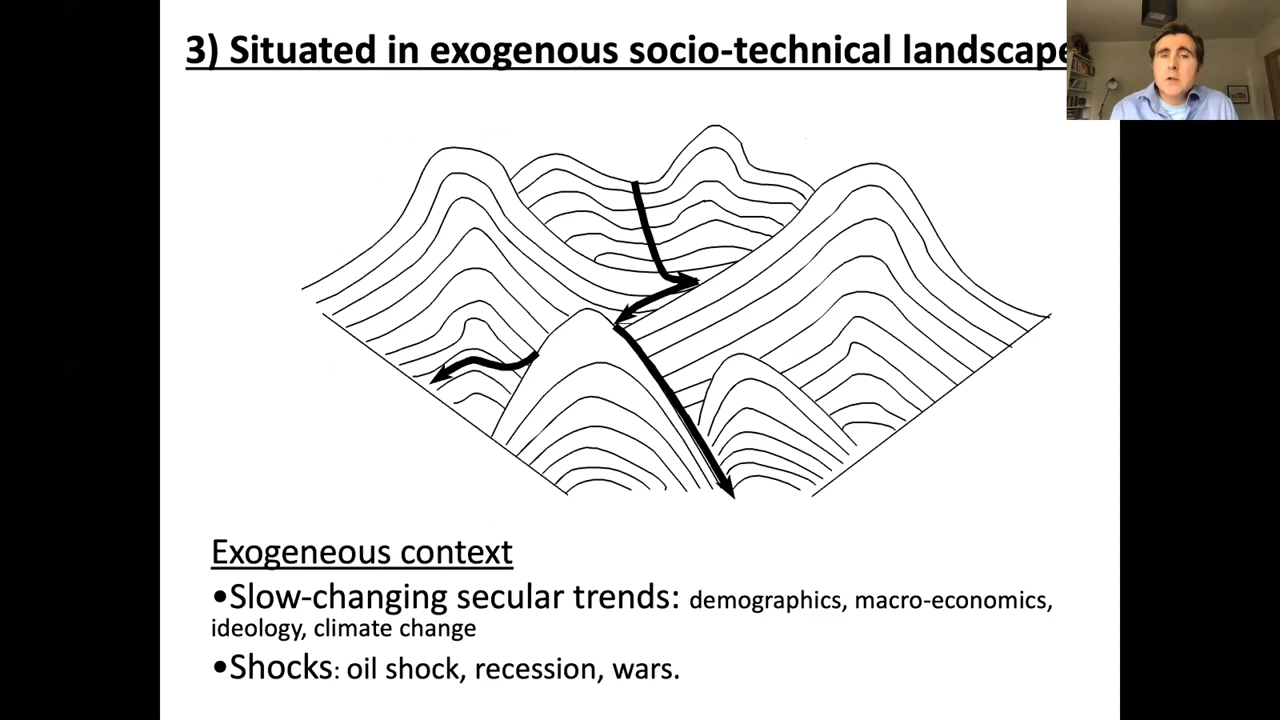 3) Situated in exogenous socio-technical landscape
Exogeneous context
•Slow-changing secular trends: demographics, macro-economics,
ideology, climate change
•Shocks: oil shock, recession, wars.